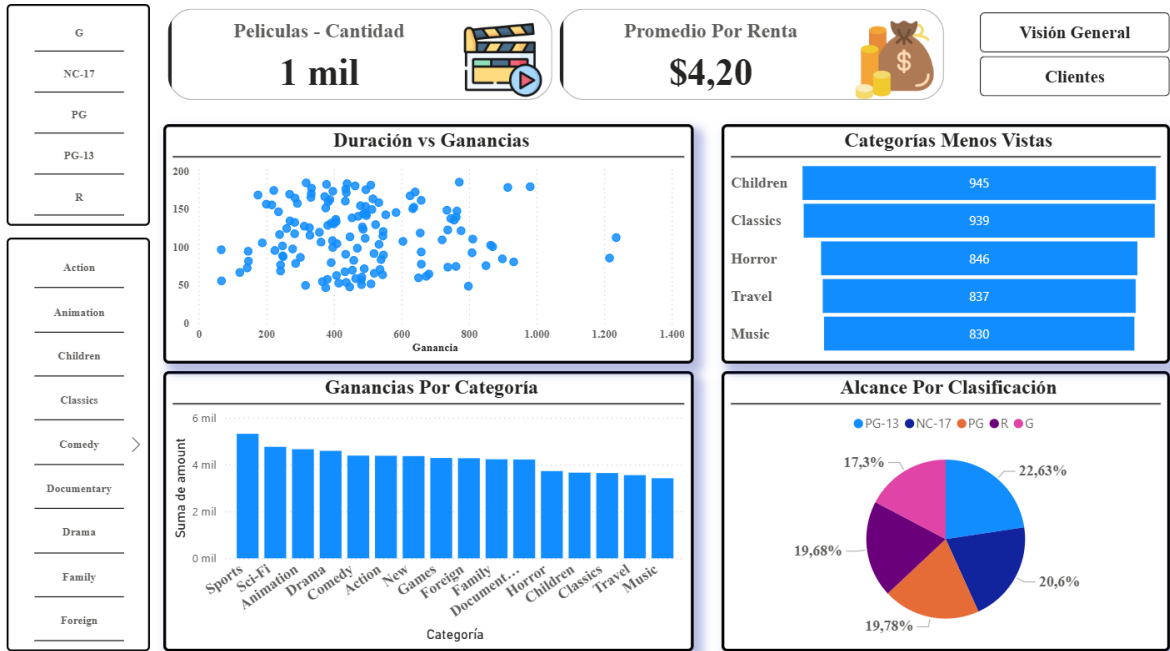 G
NC-17
PG
PG-13
R
Action
Animation
Children
Classics
Comedy
Documentary
Drama
Family
Foreign
Peliculas - Cantidad
1 mil
Promedio Por Renta
$4,20
$
Visión General
Clientes
Duración vs Ganancias
200
150
100
50
0
0 200 400 600 800 1.000 1.200 1.400
Ganancia
Categorías Menos Vistas
Children 945
Classics 939
Horror 846
Travel 837
Music 830
Ganancias Por Categoría
6 mil
4 mil
2 mil
0 mil
Suma de amount
Sports Sci-Fi Animation Drama Comedy Action New Games Foreign Family Document... Horror Children Classics Travel Music
Categoría
Alcance Por Clasificación
PG-13 NC-17 PG R G
17,3%
22,63%
19,68%
20,6%
19,78%